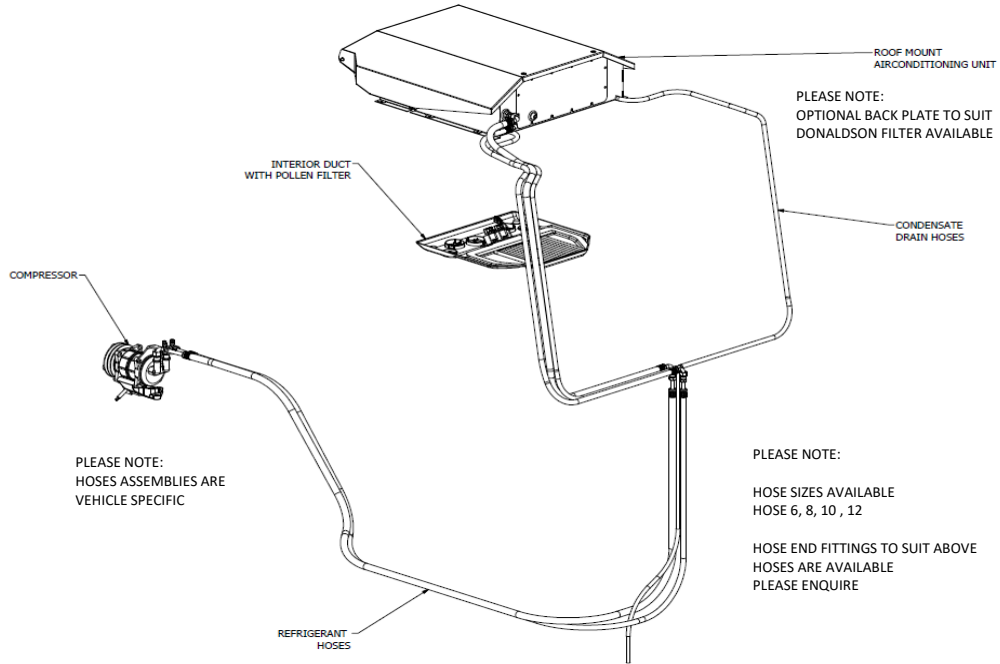 ROOF MOUNT
AIRCONDITIONING UNIT
PLEASE NOTE:
OPTIONAL BACK PLATE TO SUIT
DONALDSON FILTER AVAILABLE
INTERIOR DUCT
WITH POLLEN FILTER
CONDENSATE
DRAIN HOSES
COMPRESSOR
PLEASE NOTE:
HOSES ASSEMBLIES ARE
VEHICLE SPECIFIC
PLEASE NOTE:
HOSE SIZES AVAILABLE
HOSE 6, 8, 10 , 12
HOSE END FITTINGS TO SUIT ABOVE
HOSES ARE AVAILABLE
PLEASE ENQUIRE
REFRIGERANT
HOSES